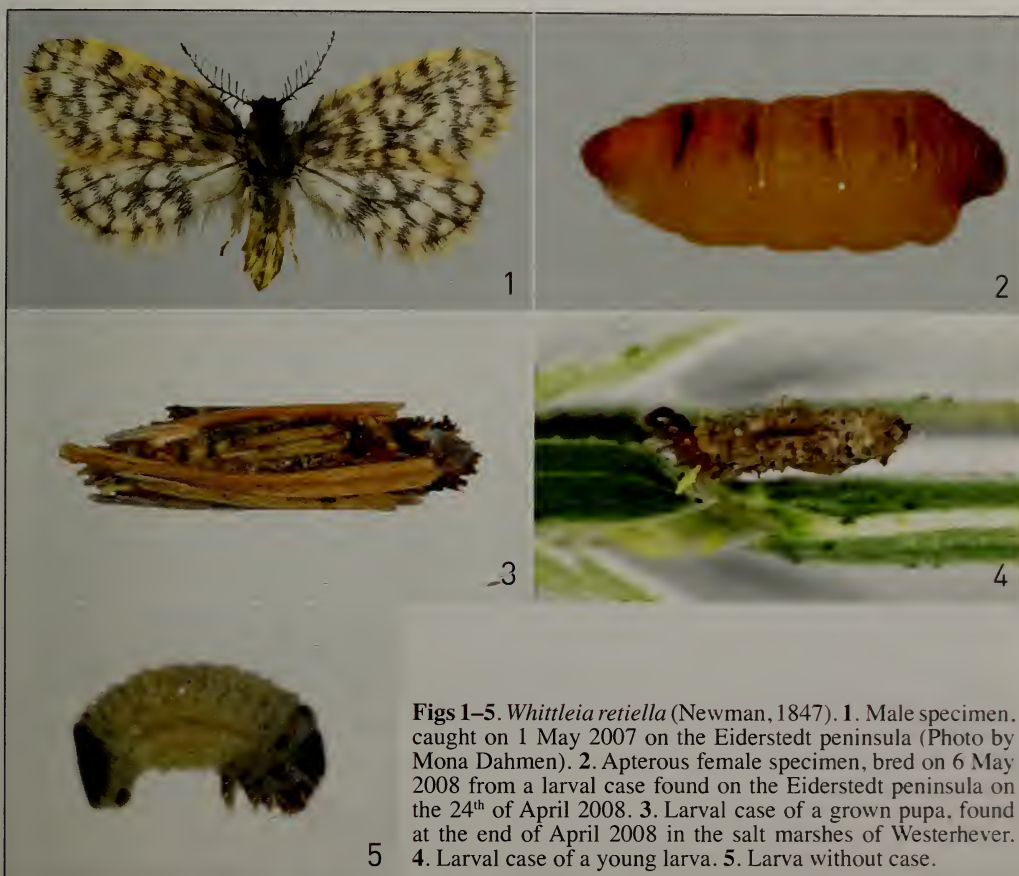 1
2
3
4
5
Figs 1–5. Whittleia retiella (Newman, 1847). 1. Male specimen,
caught on 1 May 2007 on the Eiderstedt peninsula (Photo by
Mona Dahmen). 2. Apterous female specimen, bred on 6 May
2008 from a larval case found on the Eiderstedt peninsula on
the 24th of April 2008. 3. Larval case of a grown pupa, found
at the end of April 2008 in the salt marshes of Westerhever.
4. Larval case of a young larva. 5. Larva without case.